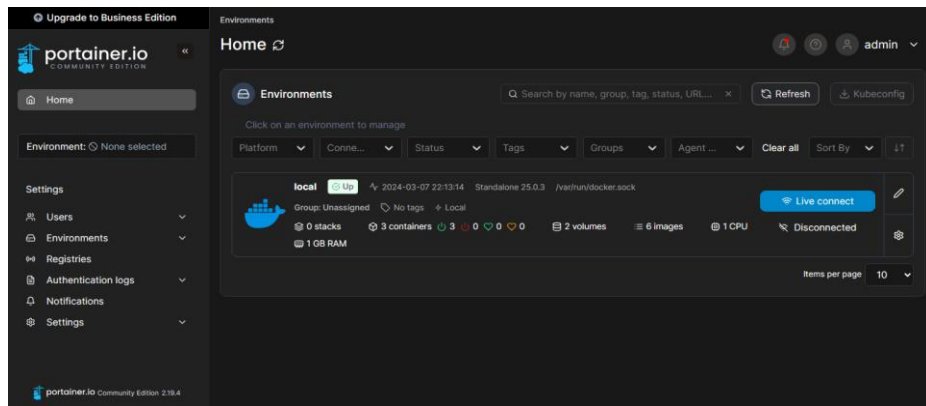 Upgrade to Business Edition
portainer.io
COMMUNITY EDITION
Home
Environment: None selected
Settings
Users
Environments
Registries
Authentication logs
Notifications
Settings
portainer.io Community Edition 2.19.4
Environments
Home
admin
Environments
Search by name, group, tag, status, URL...
Refresh
Kubeconfig
Click on an environment to manage
Platform Conne... Status Tags Groups Agent ... Clear all Sort By
local Up 2024-03-07 22:13:14 Standalone 25.0.3 /var/run/docker.sock
Group: Unassigned No tags Local
0 stacks 3 containers 3 0 0 0 2 volumes 6 images 1 CPU
1 GB RAM
Live connect
Disconnected
Items per page 10